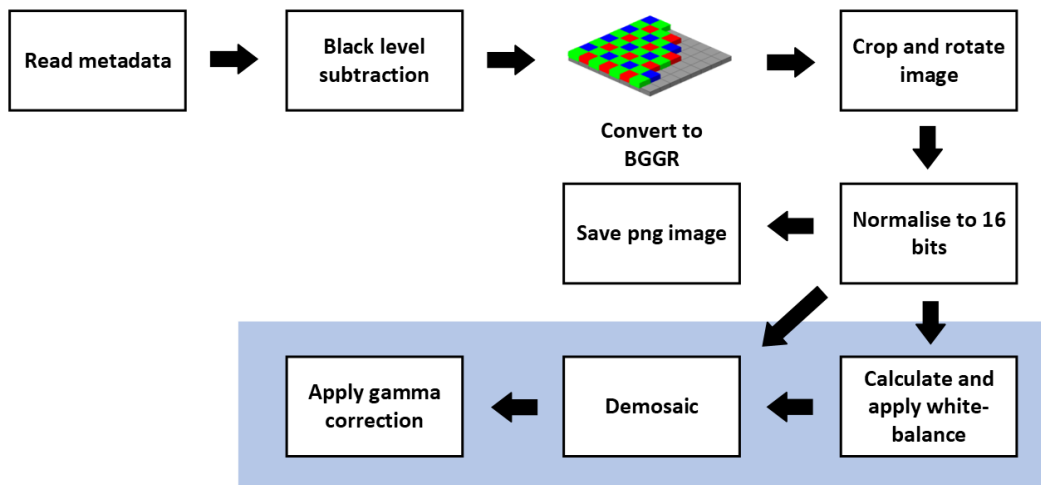 Read metadata
Black level
subtraction
Convert to
BGGR
Crop and rotate
image
Save png image
Normalise to 16
bits
Apply gamma
correction
Demosaic
Calculate and
apply white-
balance